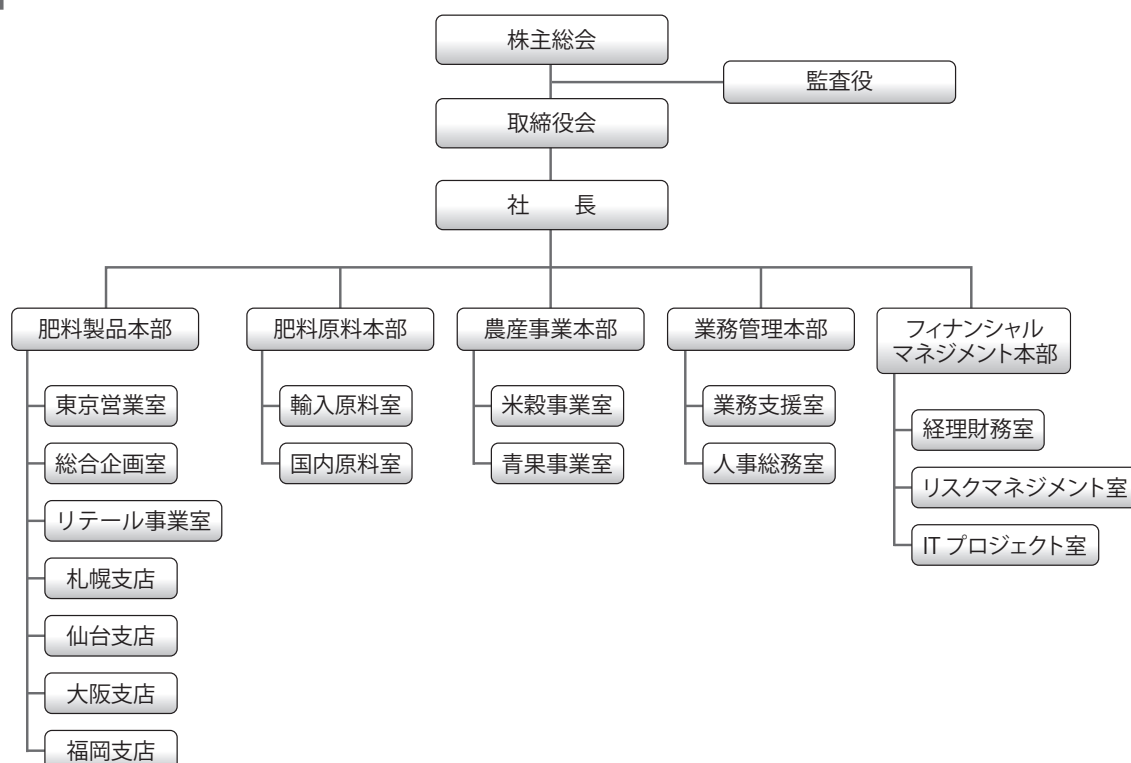 株主総会
監査役
取締役会
社　長
肥料製品本部
東京営業室
総合企画室
リテール事業室
札幌支店
仙台支店
大阪支店
福岡支店
肥料原料本部
輸入原料室
国内原料室
農産事業本部
米穀事業室
青果事業室
業務管理本部
業務支援室
人事総務室
フィナンシャル
マネジメント本部
経理財務室
リスクマネジメント室
IT プロジェクト室